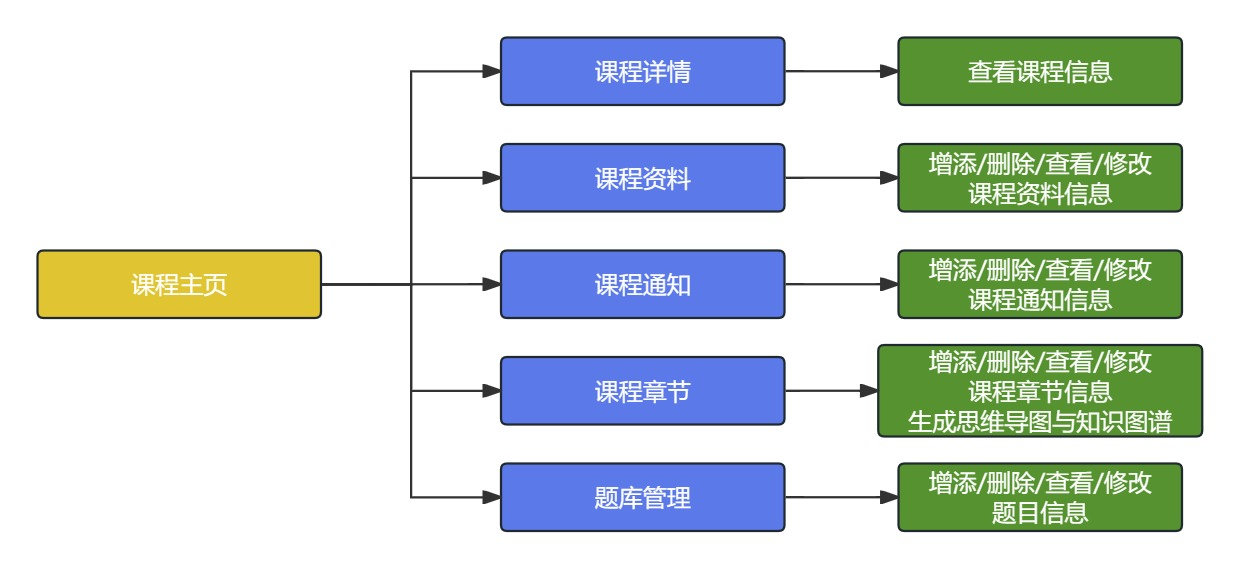 课程主页
课程详情
查看课程信息
课程资料
增添/删除/查看/修改
课程资料信息
课程通知
增添/删除/查看/修改
课程通知信息
课程章节
增添/删除/查看/修改
课程章节信息
生成思维导图与知识图谱
题库管理
增添/删除/查看/修改
题目信息